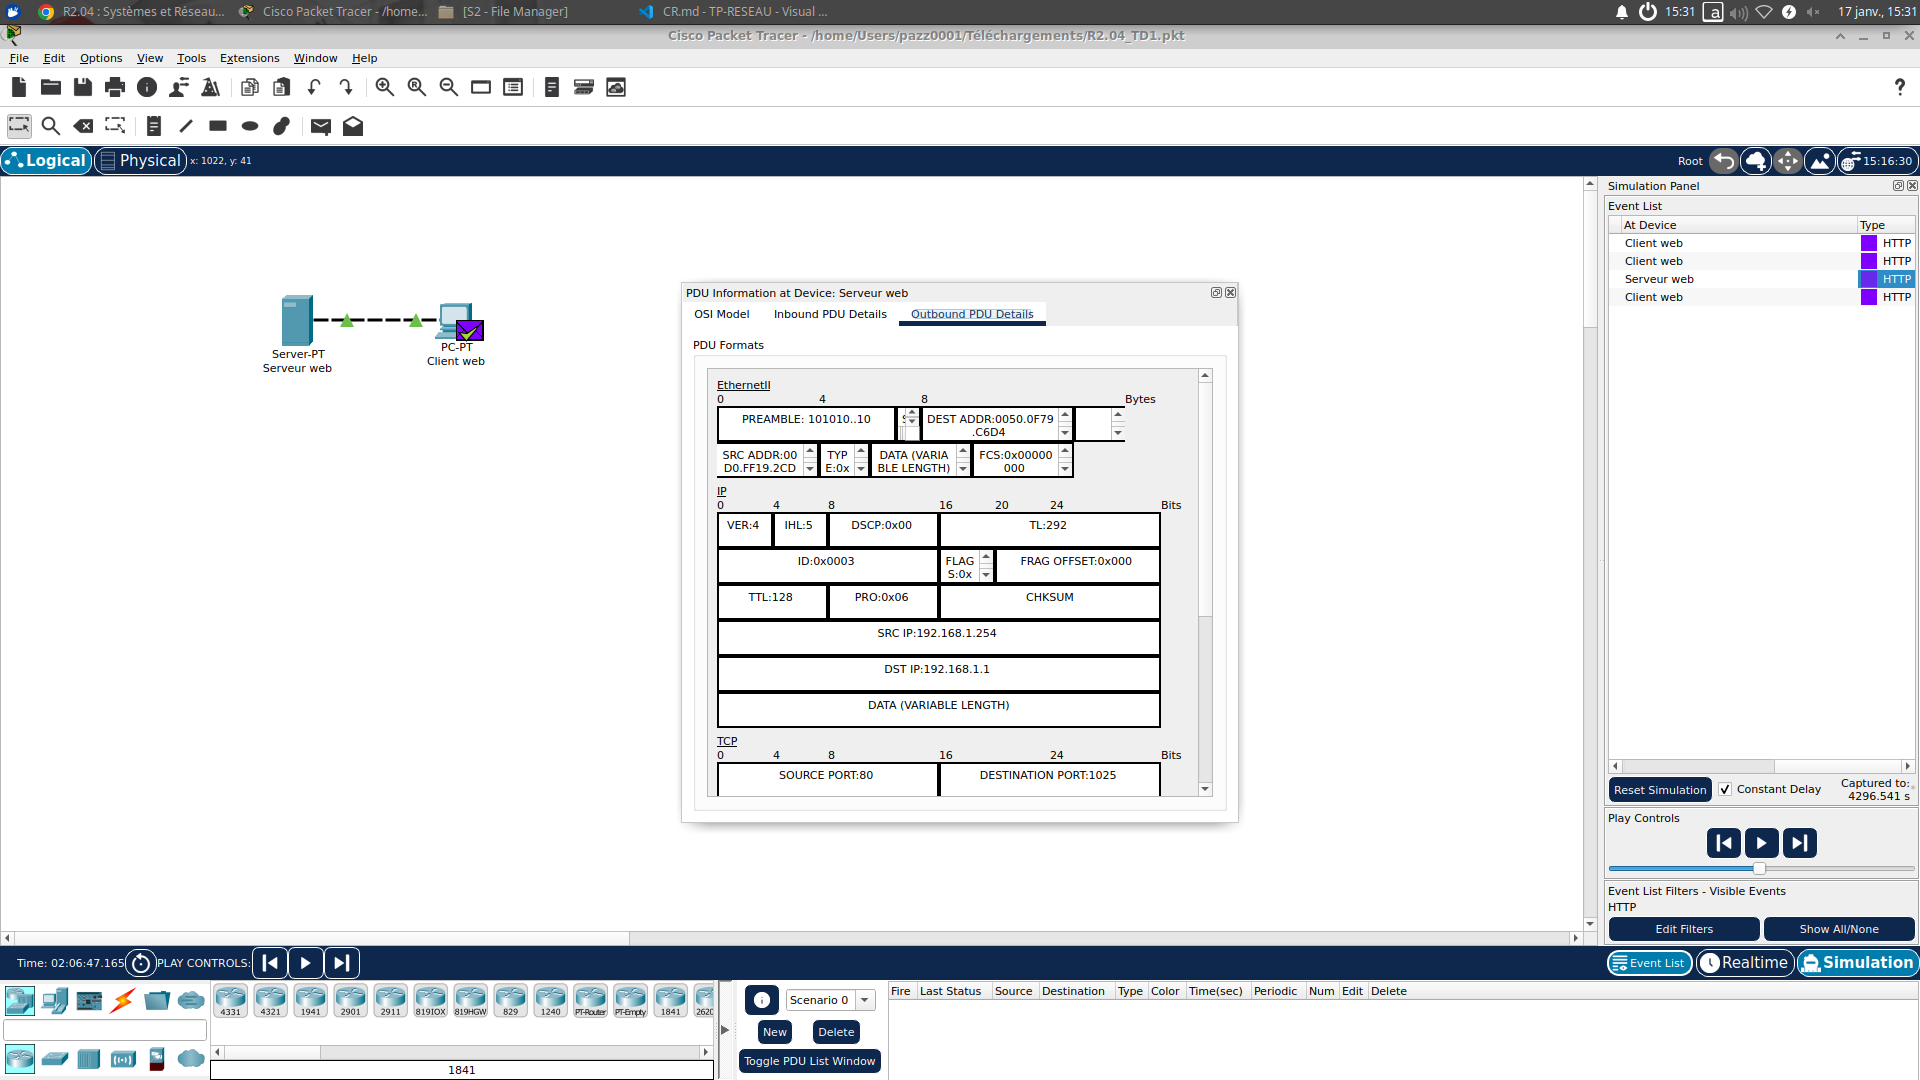 R2.04 : Systèmes et Réseau...
Cisco Packet Tracer - /home...
[S2 - File Manager]
CR.md - TP-RESEAU - Visual ...
15:31
a
17 janv., 15:31
Cisco Packet Tracer - /home/Users/pazz0001/Téléchargements/R2.04_TD1.pkt
File Edit Options View Tools Extensions Window Help
Logical
Physical
x: 1022, y: 41
Root
15:16:30
Server-PT
Serveur web
PC-PT
Client web
PDU Information at Device: Serveur web
OSI Model
Inbound PDU Details
Outbound PDU Details
PDU Formats
EthernetII
0 4 8 Bytes
PREAMBLE: 101010..10
DEST ADDR:0050.0F79
.C6D4
SRC ADDR:00
D0.FF19.2CD
TYP
E:0x
DATA (VARIA
BLE LENGTH)
FCS:0x00000
000
IP
0 4 8 16 20 24 Bits
VER:4 IHL:5 DSCP:0x00 TL:292
ID:0x0003
FLAG
S:0x
FRAG OFFSET:0x000
TTL:128 PRO:0x06 CHKSUM
SRC IP:192.168.1.254
DST IP:192.168.1.1
DATA (VARIABLE LENGTH)
TCP
0 4 8 16 24 Bits
SOURCE PORT:80 DESTINATION PORT:1025
Simulation Panel
Event List
At Device Type
Client web HTTP
Client web HTTP
Serveur web HTTP
Client web HTTP
Reset Simulation
Constant Delay
Captured to:
4296.541 s
Play Controls
Event List Filters - Visible Events
HTTP
Edit Filters
Show All/None
Time: 02:06:47.165
PLAY CONTROLS:
Event List
Realtime
Simulation
4331 4321 1941 2901 2911 819IOX 819HGW 829 1240 PT-Router PT-Empty 1841 2620
1841
Scenario 0
New
Delete
Toggle PDU List Window
Fire Last Status Source Destination Type Color Time(sec) Periodic Num Edit Delete